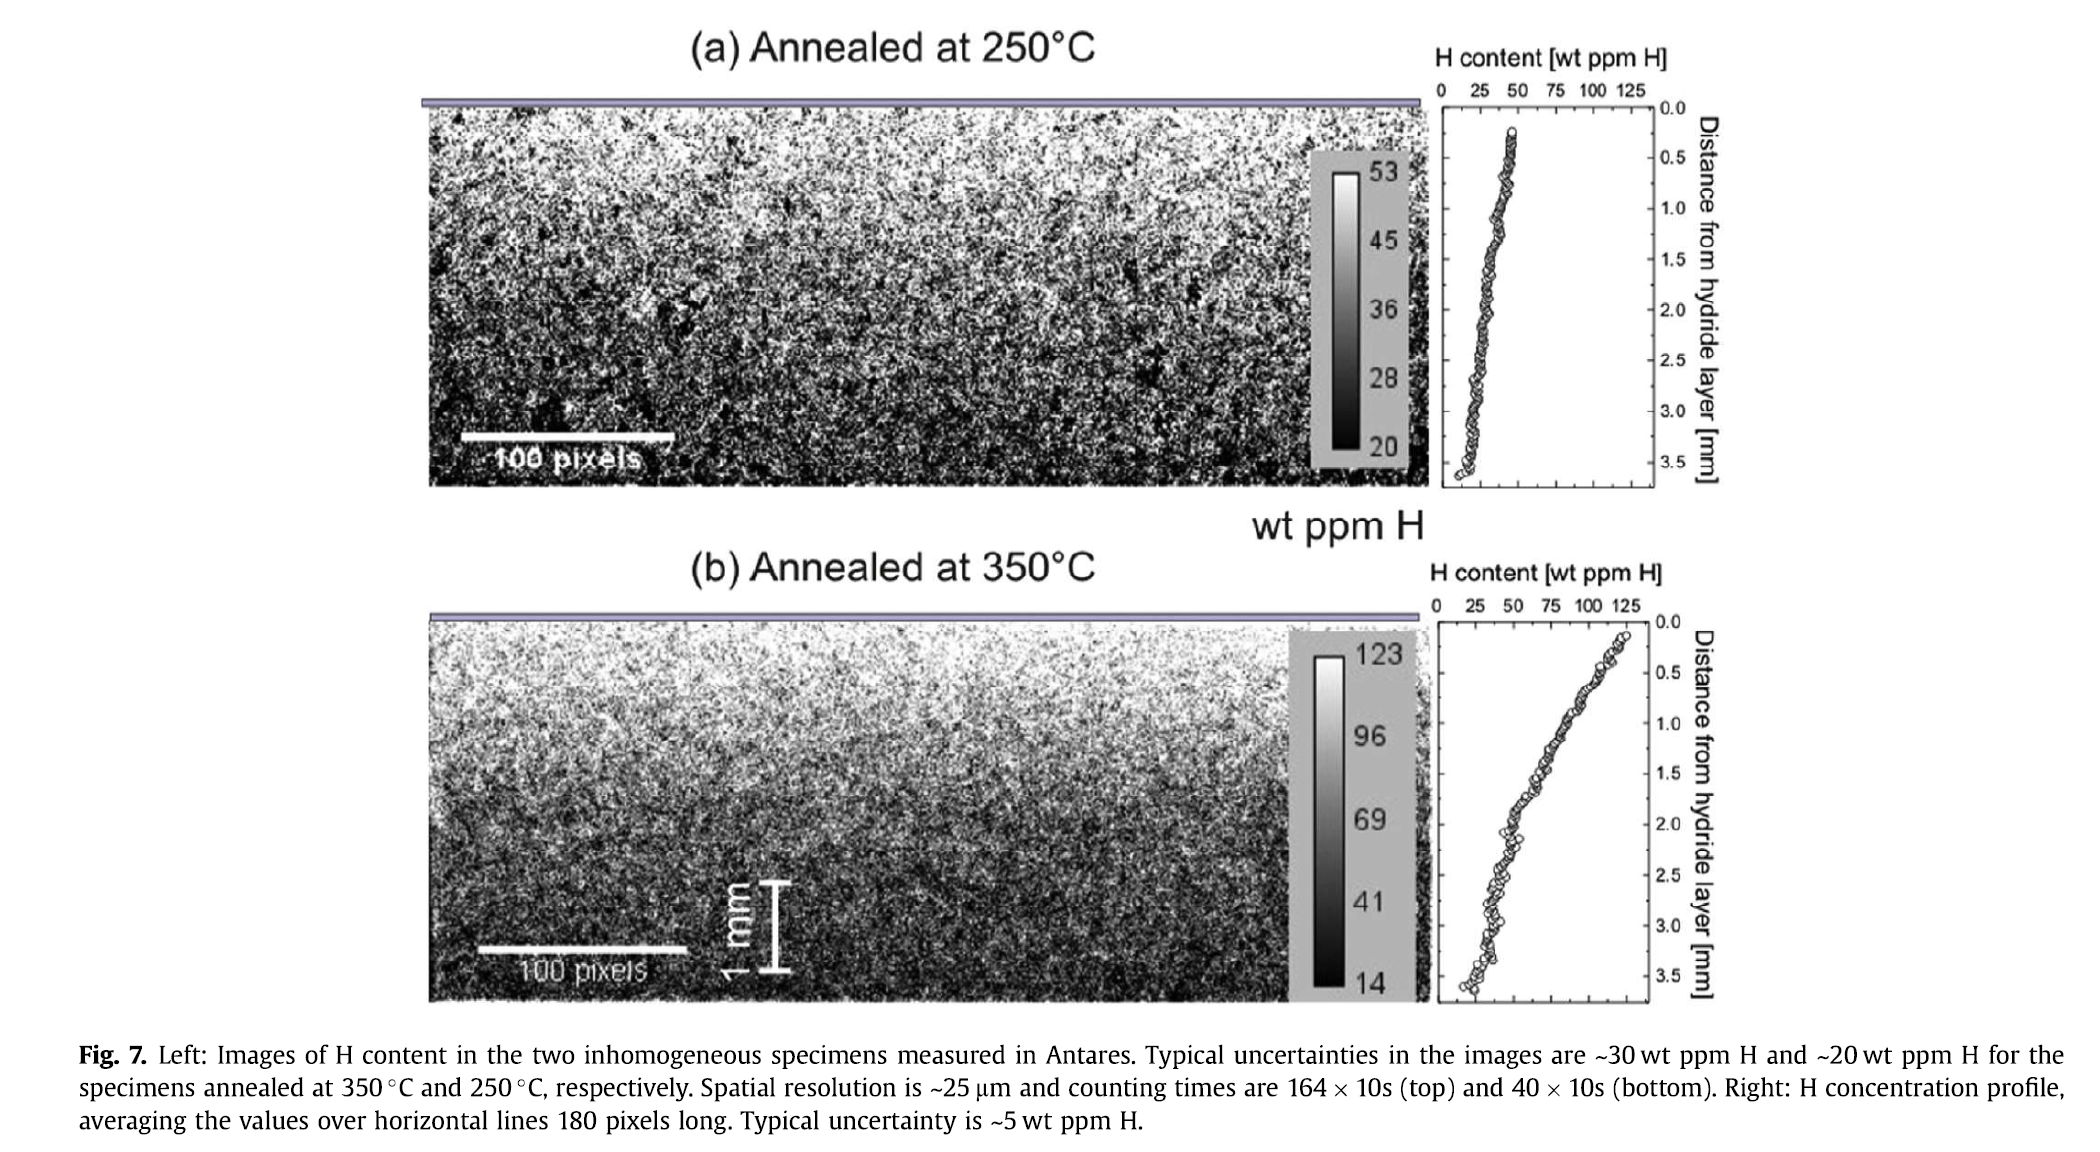 (a) Annealed at 250°C
H content [wt ppm H]
0 25 50 75 100 125
0.0
0.5
1.0
1.5
2.0
2.5
3.0
3.5
Distance from hydride layer [mm]
53
45
36
28
20
100 pixels
wt ppm H
(b) Annealed at 350°C
H content [wt ppm H]
0 25 50 75 100 125
0.0
0.5
1.0
1.5
2.0
2.5
3.0
3.5
Distance from hydride layer [mm]
123
96
69
41
14
1 mm
100 pixels
Fig. 7. Left: Images of H content in the two inhomogeneous specimens measured in Antares. Typical uncertainties in the images are ~30 wt ppm H and ~20 wt ppm H for the
specimens annealed at 350 °C and 250 °C, respectively. Spatial resolution is ~25 μm and counting times are 164 × 10s (top) and 40 × 10s (bottom). Right: H concentration profile,
averaging the values over horizontal lines 180 pixels long. Typical uncertainty is ~5 wt ppm H.